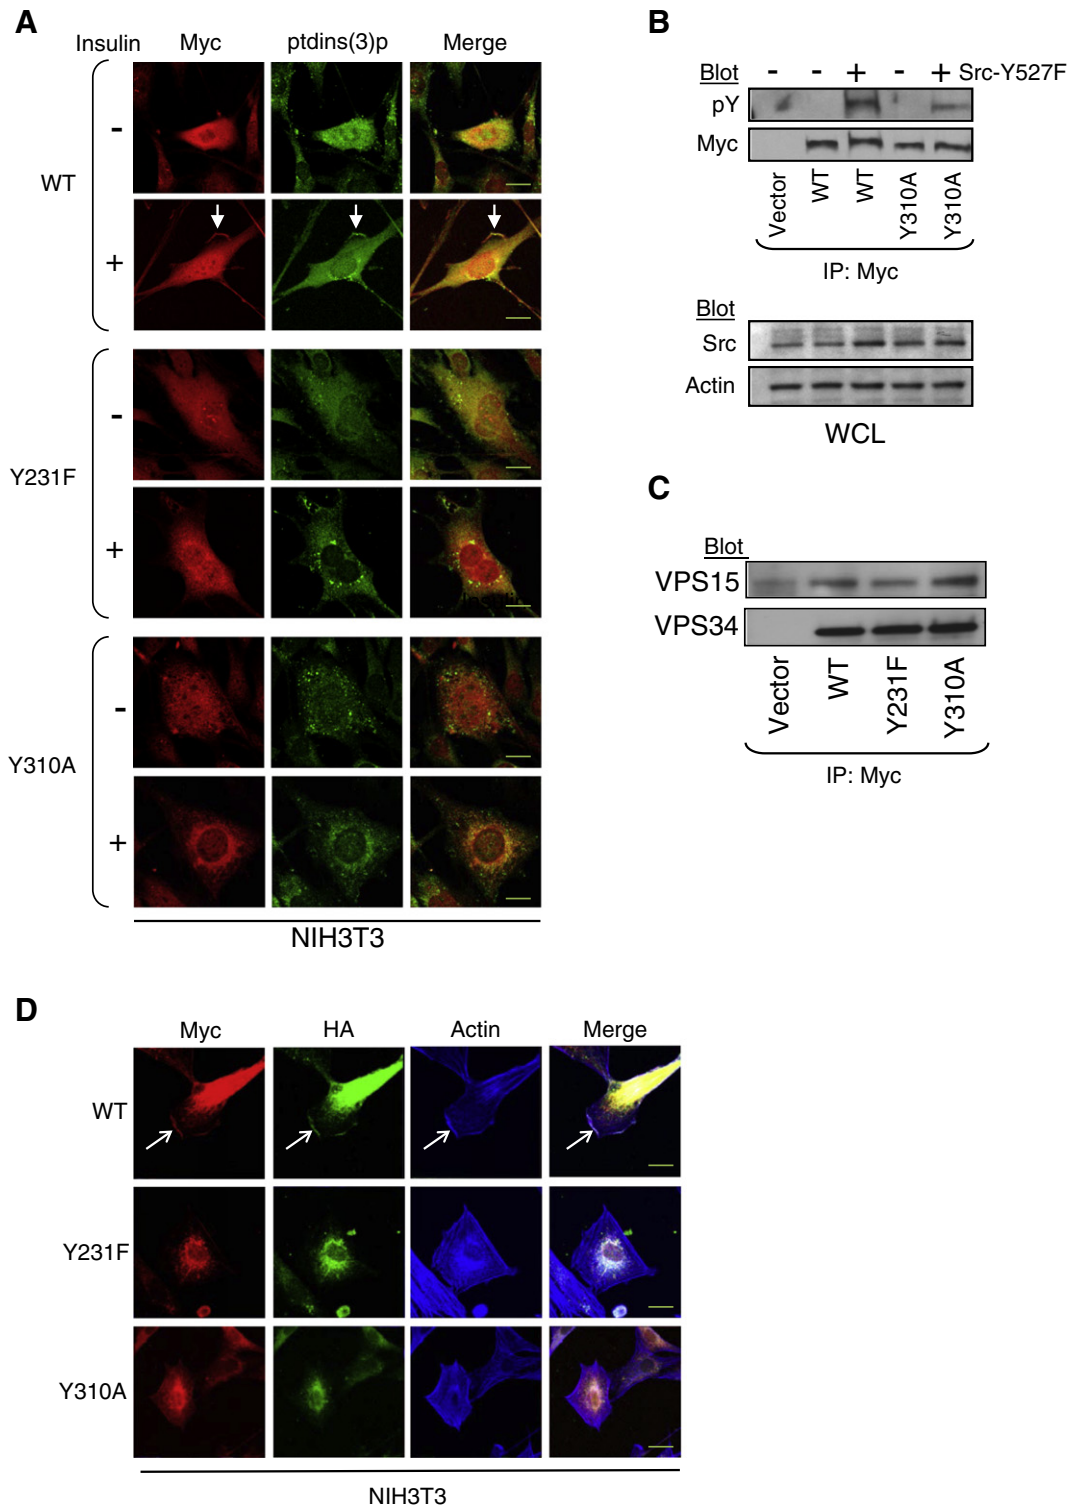 A
Insulin Myc ptdins(3)p Merge
WT
-
+
Y231F
-
+
Y310A
-
+
NIH3T3
B
Blot - - + - + Src-Y527F
pY
Myc
Vector WT WT Y310A Y310A
IP: Myc
Blot
Src
Actin
WCL
C
Blot
VPS15
VPS34
Vector WT Y231F Y310A
IP: Myc
D
Myc HA Actin Merge
WT
Y231F
Y310A
NIH3T3